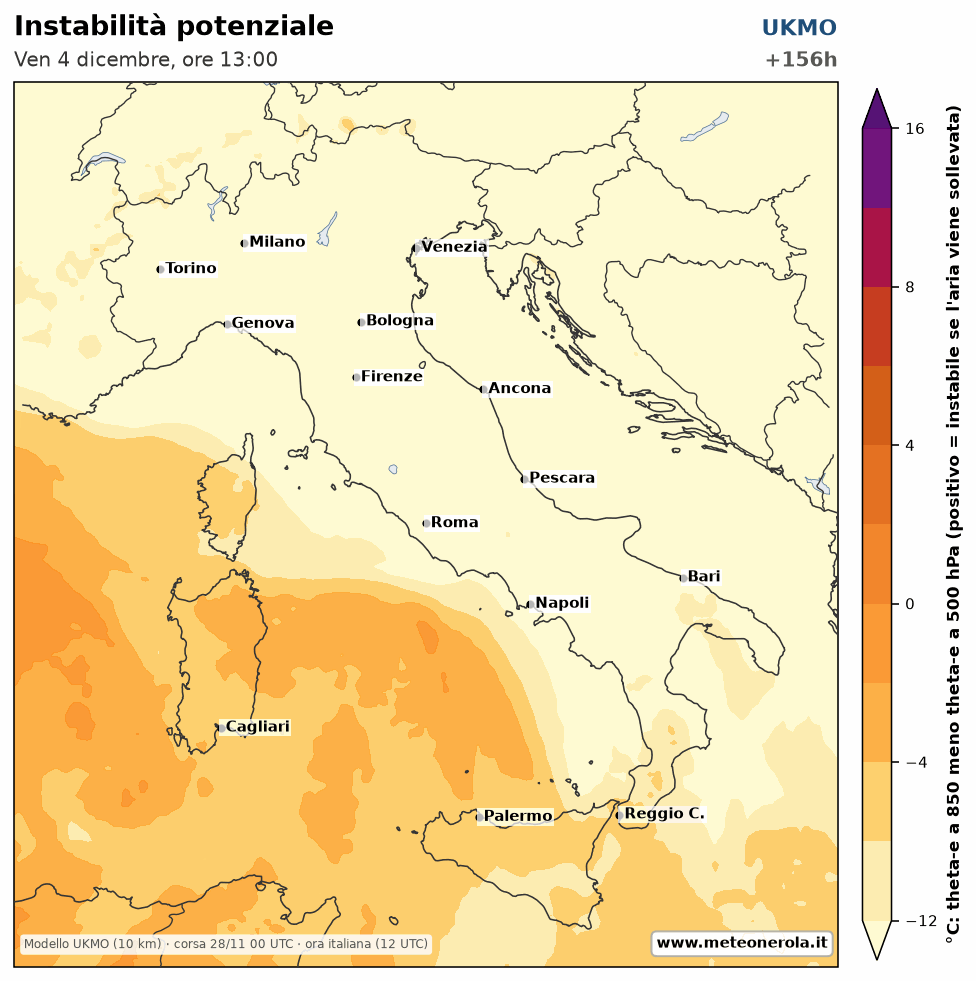 Instabilità potenziale
UKMO
Ven 4 dicembre, ore 13:00
+156h
Milano
Venezia
Torino
Genova
Bologna
Firenze
Ancona
Pescara
Roma
Bari
Napoli
Cagliari
Palermo
Reggio C.
Modello UKMO (10 km) · corsa 28/11 00 UTC · ora italiana (12 UTC)
www.meteonerola.it
16
8
4
0
−4
−12
°C: theta-e a 850 meno theta-e a 500 hPa (positivo = instabile se l'aria viene sollevata)